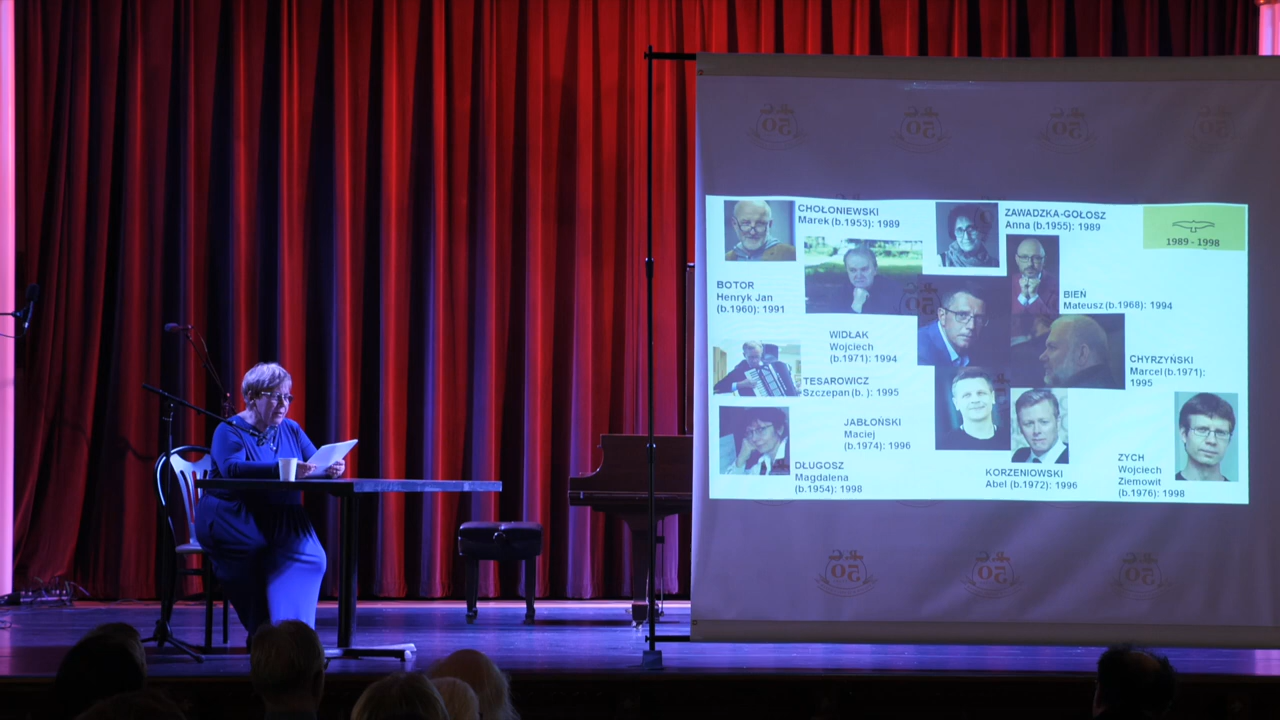 CHOŁONIEWSKI
Marek (b.1953): 1989
ZAWADZKA-GOŁOSZ
Anna (b.1955): 1989
1989 - 1998
BOTOR
Henryk Jan
(b.1960): 1991
BIEŃ
Mateusz (b.1968): 1994
WIDŁAK
Wojciech
(b.1971): 1994
CHYRZYŃSKI
Marcel (b.1971):
1995
TESAROWICZ
Szczepan (b. ): 1995
JABŁOŃSKI
Maciej
(b.1974): 1996
DŁUGOSZ
Magdalena
(b.1954): 1998
KORZENIOWSKI
Abel (b.1972): 1996
ZYCH
Wojciech
Ziemowit
(b.1976): 1998